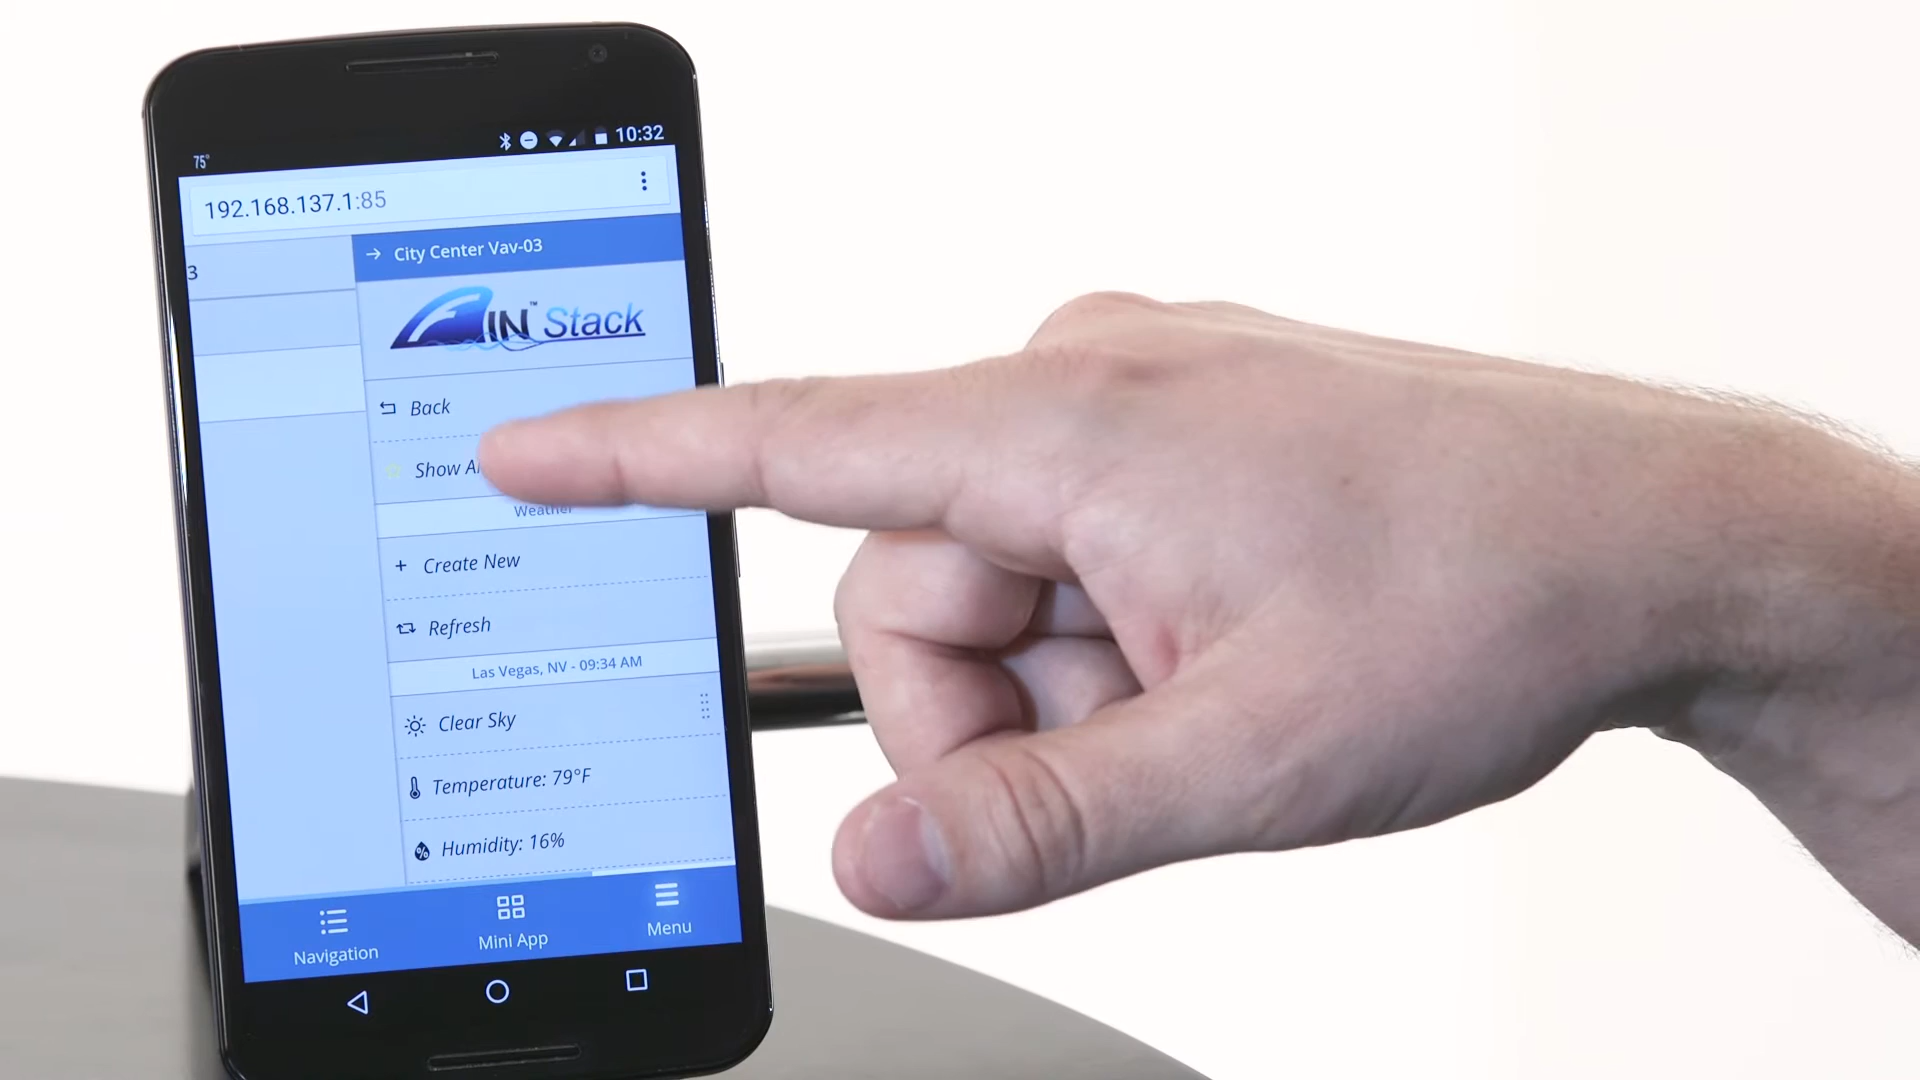 75°
10:32
192.168.137.1:85
3
→ City Center Vav-03
FIN™ Stack
Back
Show
Weather
+ Create New
Refresh
Las Vegas, NV - 09:34 AM
Clear Sky
Temperature: 79°F
Humidity: 16%
Navigation
Mini App
Menu